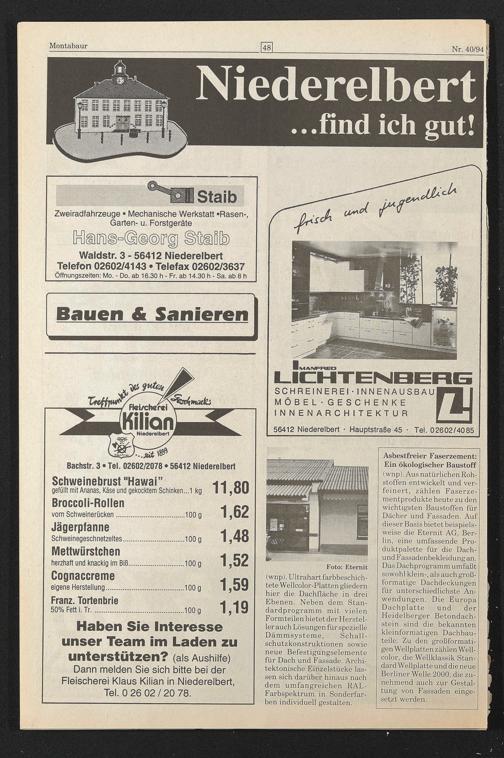 Montabaur
48
Nr. 40/94
Niederelbert
...find ich gut!
Staib
Zweiradfahrzeuge • Mechanische Werkstatt •Rasen-,
Garten- u. Forstgeräte
Hans-Georg Staib
Waldstr. 3 - 56412 Niederelbert
Telefon 02602/4143 • Telefax 02602/3637
Öffnungszeiten: Mo. - Do. ab 16.30 h - Fr. ab 14.30 h - Sa. ab 8 h
Bauen & Sanieren
Treffpunkt des guten Geschmacks
Fleischerei
Kilian
Niederelbert
...seit 1899
Bachstr. 3 • Tel. 02602/2078 • 56412 Niederelbert
Schweinebrust "Hawai"
gefüllt mit Ananas, Käse und gekocktem Schinken...1 kg 11,80
Broccoli-Rollen
vom Schweinerücken 100 g 1,62
Jägerpfanne
Schweinegeschnetzeltes 100 g 1,48
Mettwürstchen
herzhaft und knackig im Biß 100 g 1,52
Cognaccreme
eigene Herstellung 100 g 1,59
Franz. Tortenbrie
50% Fett i. Tr. 100 g 1,19
Haben Sie Interesse
unser Team im Laden zu
unterstützen? (als Aushilfe)
Dann melden Sie sich bitte bei der
Fleischerei Klaus Kilian in Niederelbert,
Tel. 0 26 02 / 20 78.
frisch und jugendlich
MANFRED
LICHTENBERG
SCHREINEREI·INNENAUSBAU
MÖBEL·GESCHENKE
INNENARCHITEKTUR
56412 Niederelbert · Hauptstraße 45 · Tel. 02602/4085
Foto: Eternit
(wnp). Ultrahart farbbeschich-
tete Wellcolor-Platten gliedern
hier die Dachfläche in drei
Ebenen. Neben dem Stan-
dardprogramm mit vielen
Formteilen bietet der Herstel-
ler auch Lösungen für spezielle
Dämmsysteme, Schall-
schutzkonstruktionen sowie
neue Befestigungselemente
für Dach und Fassade. Archi-
tektonische Einzelstücke las-
sen sich darüber hinaus nach
dem umfangreichen RAL-
Farbspektrum in Sonderfar-
ben individuell gestalten.
Asbestfreier Faserzement:
Ein ökologischer Baustoff
(wnp). Aus natürlichen Roh-
stoffen entwickelt und ver-
feinert, zählen Faserze-
mentprodukte heute zu den
wichtigsten Baustoffen für
Dächer und Fassaden. Auf
dieser Basis bietet beispiels-
weise die Eternit AG, Ber-
lin, eine umfassende Pro-
duktpalette für die Dach-
und Fassadenbekleidung an.
Das Dachprogramm umfaßt
sowohl klein-, als auch groß-
formatige Dachdeckungen
für unterschiedlichste An-
wendungen. Die Europa
Dachplatte und der
Heidelberger Betondach-
stein sind die bekannten
kleinformatigen Dachbau-
teile. Zu den großformati-
gen Wellplatten zählen Well-
color, die Wellklassik Stan-
dard Wellplatte und die neue
Berliner Welle 2000, die zu-
nehmend auch zur Gestal-
tung von Fassaden einge-
setzt werden.